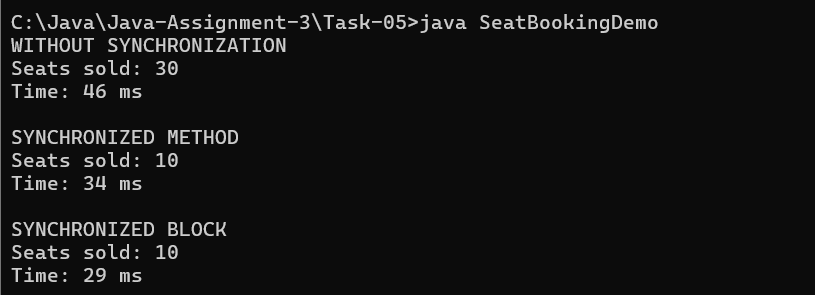 C:\Java\Java-Assignment-3\Task-05>java SeatBookingDemo
WITHOUT SYNCHRONIZATION
Seats sold: 30
Time: 46 ms

SYNCHRONIZED METHOD
Seats sold: 10
Time: 34 ms

SYNCHRONIZED BLOCK
Seats sold: 10
Time: 29 ms